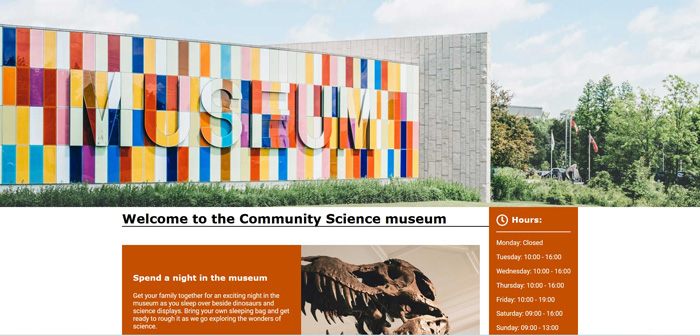 MUSEUM
Welcome to the Community Science museum
Hours:
Monday: Closed
Tuesday: 10:00 - 16:00
Wednesday: 10:00 - 16:00
Thursday: 10:00 - 16:00
Friday: 10:00 - 19:00
Saturday: 09:00 - 16:00
Sunday: 09:00 - 13:00
Spend a night in the museum
Get your family together for an exciting night in the
museum as you sleep over beside dinosaurs and
science displays. Bring your own sleeping bag and get
ready to rough it as we go exploring the wonders of
science.